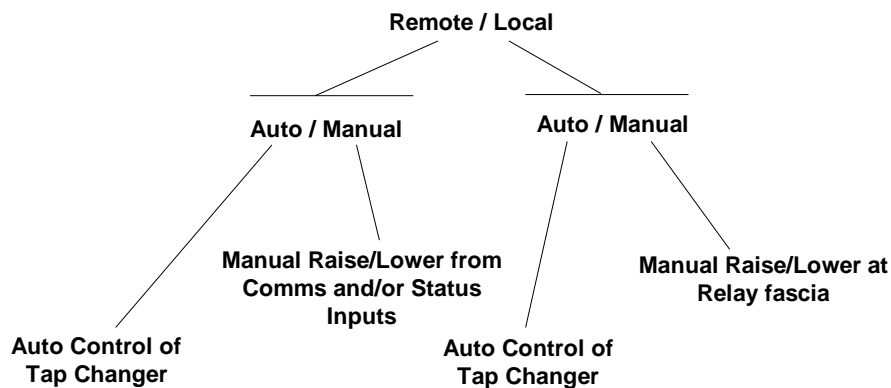 Remote / Local
Auto / Manual
Auto / Manual
Manual Raise/Lower from
Comms and/or Status
Inputs
Manual Raise/Lower at
Relay fascia
Auto Control of
Tap Changer
Auto Control of
Tap Changer